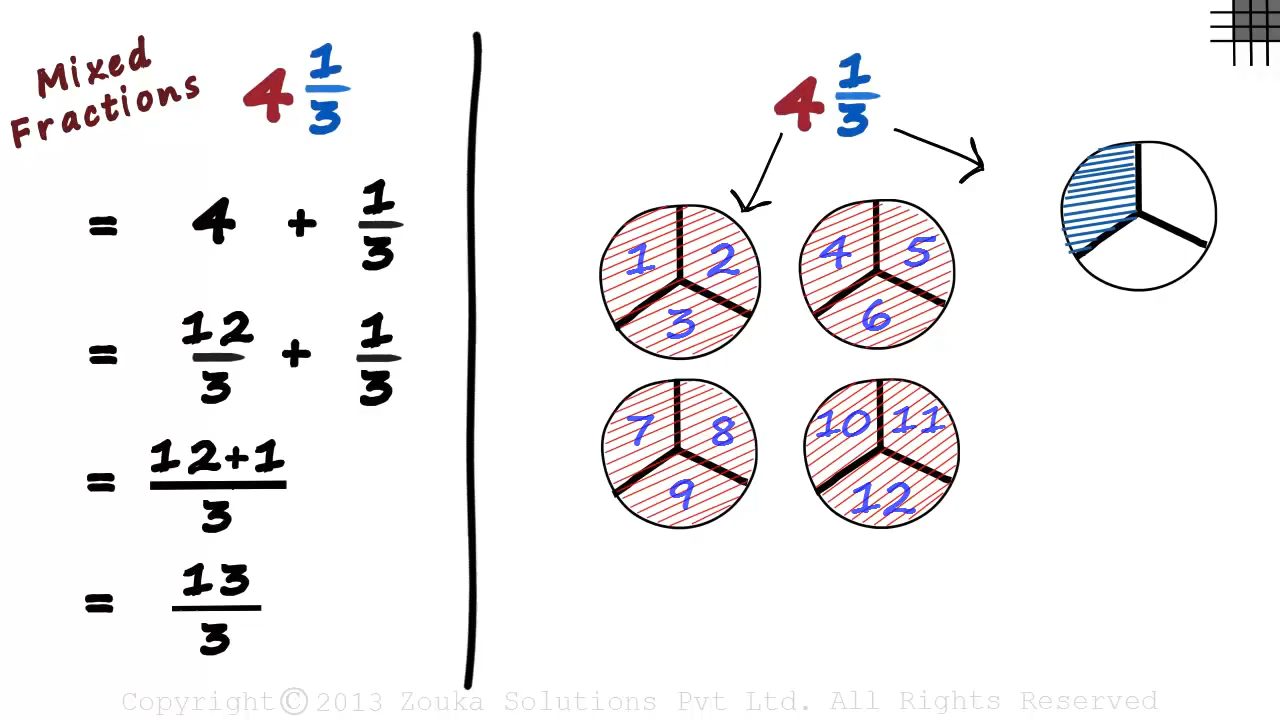 Mixed
Fractions
4 1/3
= 4 + 1/3
= 12/3 + 1/3
= 12+1/3
= 13/3
4 1/3
1 2
3
4 5
6
7 8
9
10 11
12
Copyright© 2013 Zouka Solutions Pvt Ltd. All Rights Reserved